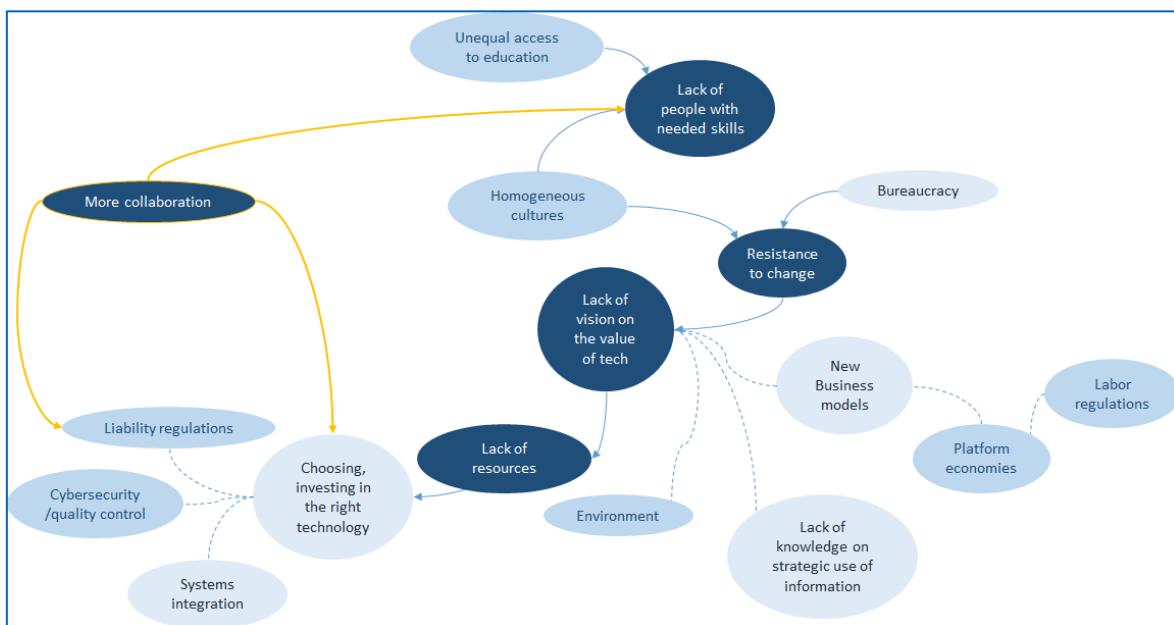 Unequal access
to education
Lack of
people with
needed skills
More collaboration
Homogeneous
cultures
Bureaucracy
Resistance
to change
Lack of
vision on
the value
of tech
New
Business
models
Labor
regulations
Liability regulations
Lack of
resources
Platform
economies
Choosing,
investing in
the right
technology
Cybersecurity
/quality control
Environment
Lack of
knowledge on
strategic use of
information
Systems
integration